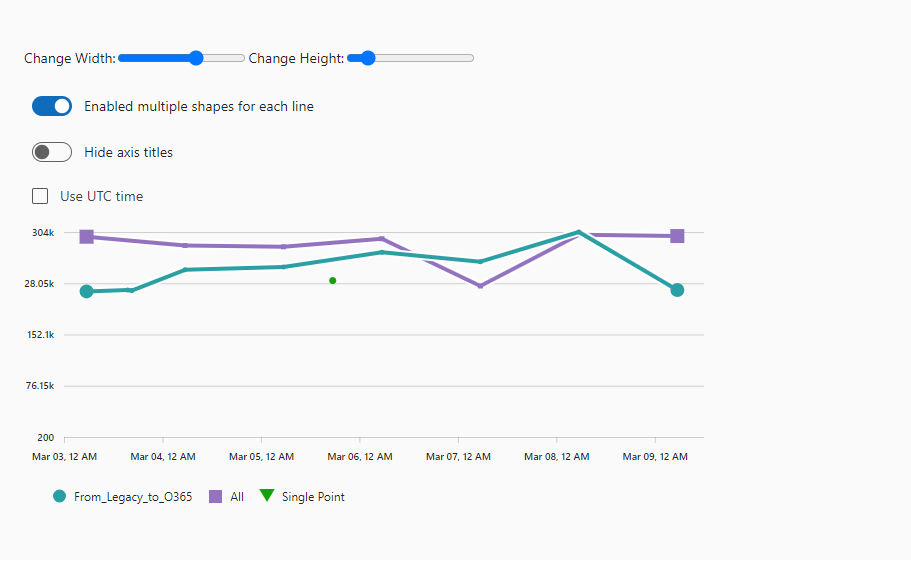 Change Width: Change Height:
Enabled multiple shapes for each line
Hide axis titles
Use UTC time
304k
28.05k
152.1k
76.15k
200
Mar 03, 12 AM Mar 04, 12 AM Mar 05, 12 AM Mar 06, 12 AM Mar 07, 12 AM Mar 08, 12 AM Mar 09, 12 AM
From_Legacy_to_O365 All Single Point